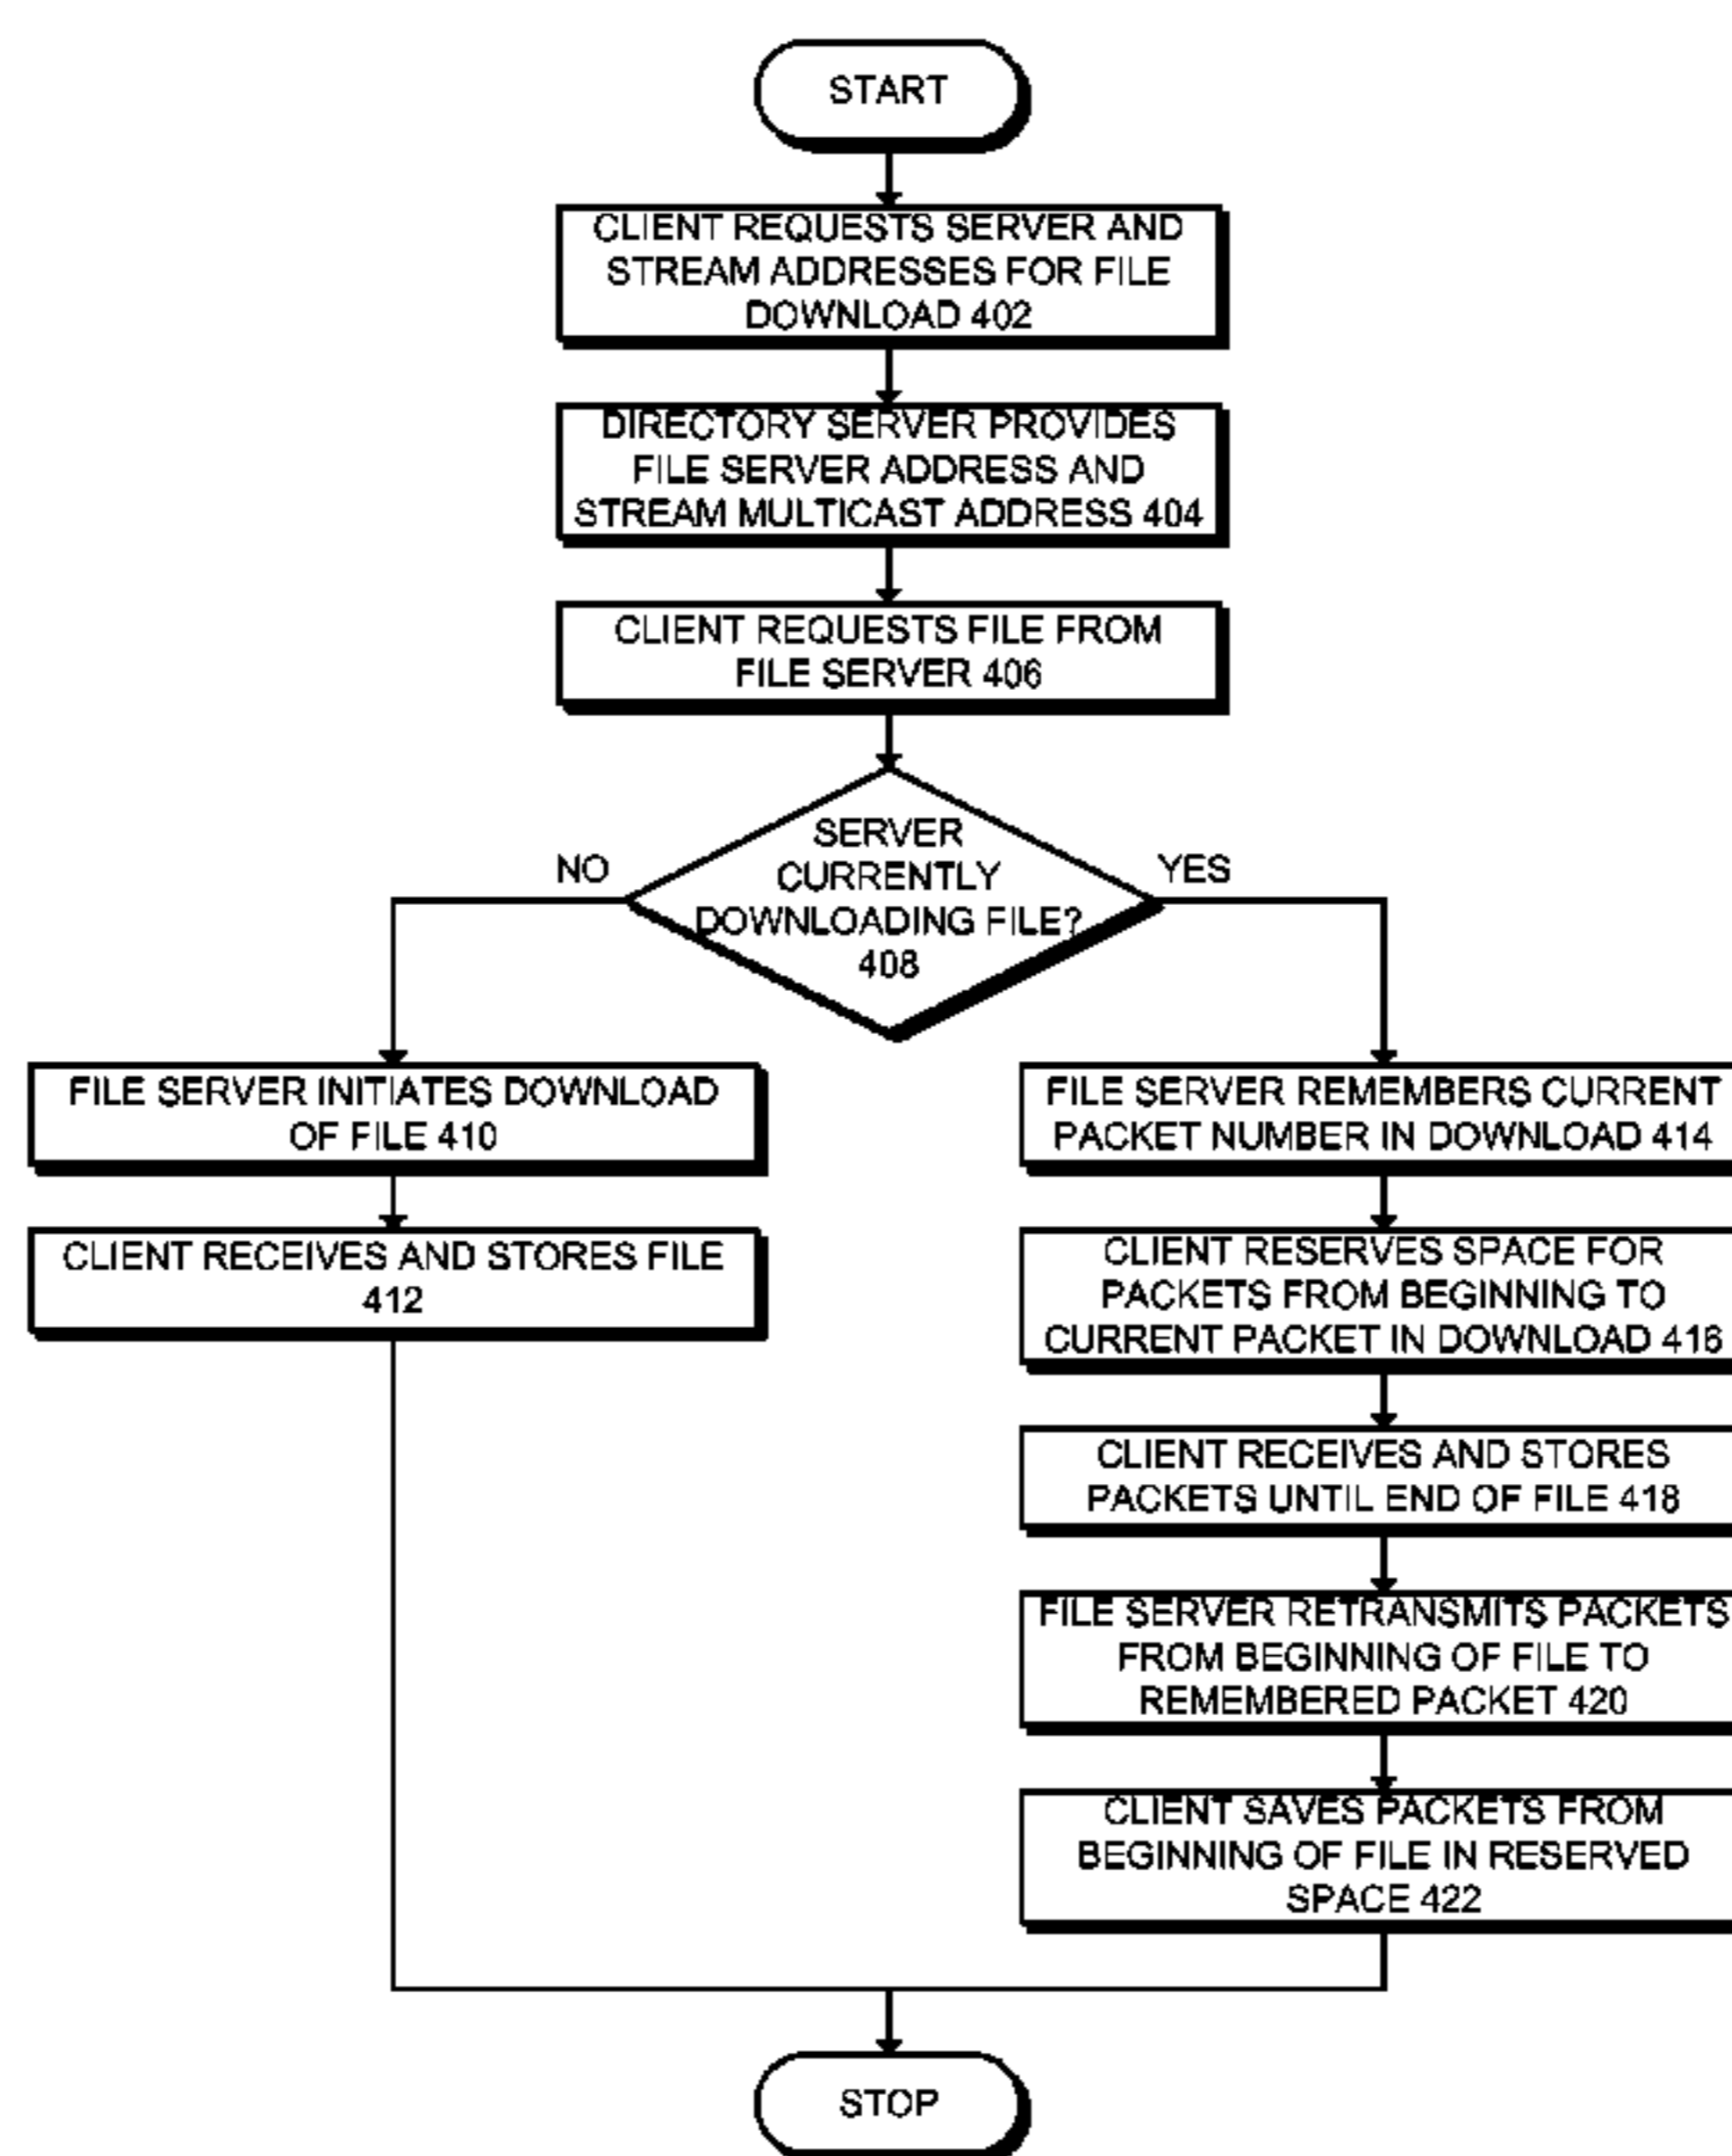 START
CLIENT REQUESTS SERVER AND
STREAM ADDRESSES FOR FILE
DOWNLOAD 402
DIRECTORY SERVER PROVIDES
FILE SERVER ADDRESS AND
STREAM MULTICAST ADDRESS 404
CLIENT REQUESTS FILE FROM
FILE SERVER 406
SERVER
CURRENTLY
DOWNLOADING FILE?
408
NO
YES
FILE SERVER INITIATES DOWNLOAD
OF FILE 410
CLIENT RECEIVES AND STORES FILE
412
FILE SERVER REMEMBERS CURRENT
PACKET NUMBER IN DOWNLOAD 414
CLIENT RESERVES SPACE FOR
PACKETS FROM BEGINNING TO
CURRENT PACKET IN DOWNLOAD 416
CLIENT RECEIVES AND STORES
PACKETS UNTIL END OF FILE 418
FILE SERVER RETRANSMITS PACKETS
FROM BEGINNING OF FILE TO
REMEMBERED PACKET 420
CLIENT SAVES PACKETS FROM
BEGINNING OF FILE IN RESERVED
SPACE 422
STOP